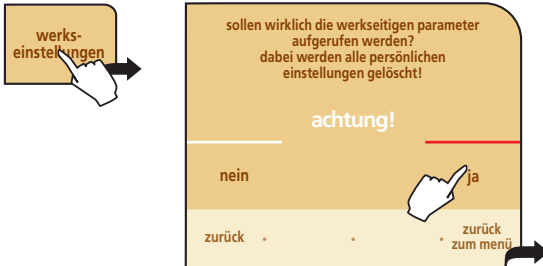 werks-
einstellungen
sollen wirklich die werkseitigen parameter
aufgerufen werden?
dabei werden alle persönlichen
einstellungen gelöscht!
achtung!
nein
ja
zurück
zurück
zum menü